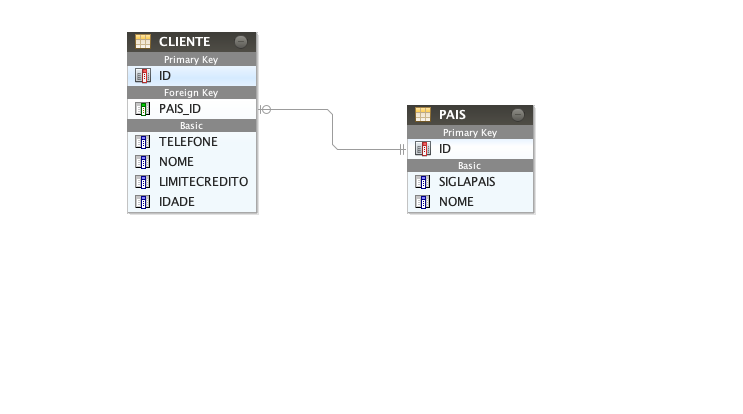 CLIENTE
Primary Key
ID
Foreign Key
PAIS_ID
Basic
TELEFONE
NOME
LIMITECREDITO
IDADE
PAIS
Primary Key
ID
Basic
SIGLAPAIS
NOME